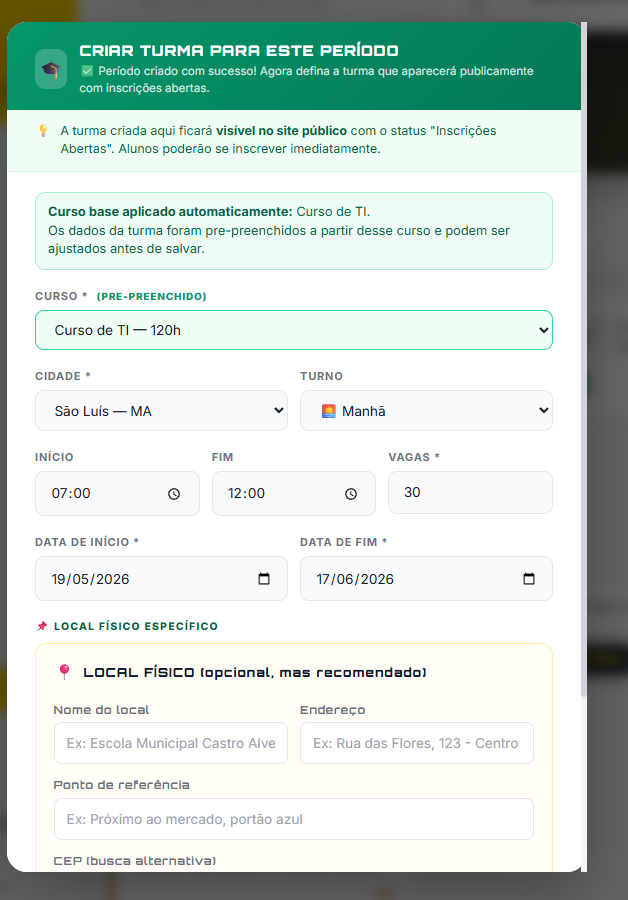 CRIAR TURMA PARA ESTE PERÍODO
✅ Período criado com sucesso! Agora defina a turma que aparecerá publicamente
com inscrições abertas.
A turma criada aqui ficará visível no site público com o status "Inscrições
Abertas". Alunos poderão se inscrever imediatamente.
Curso base aplicado automaticamente: Curso de TI.
Os dados da turma foram pre-preenchidos a partir desse curso e podem ser
ajustados antes de salvar.
CURSO * (PRE-PREENCHIDO)
Curso de TI — 120h
CIDADE * TURNO
São Luís — MA Manhã
INÍCIO FIM VAGAS *
07:00 12:00 30
DATA DE INÍCIO * DATA DE FIM *
19/05/2026 17/06/2026
LOCAL FÍSICO ESPECÍFICO
LOCAL FÍSICO (opcional, mas recomendado)
Nome do local Endereço
Ex: Escola Municipal Castro Alve Ex: Rua das Flores, 123 - Centro
Ponto de referência
Ex: Próximo ao mercado, portão azul
CEP (busca alternativa)